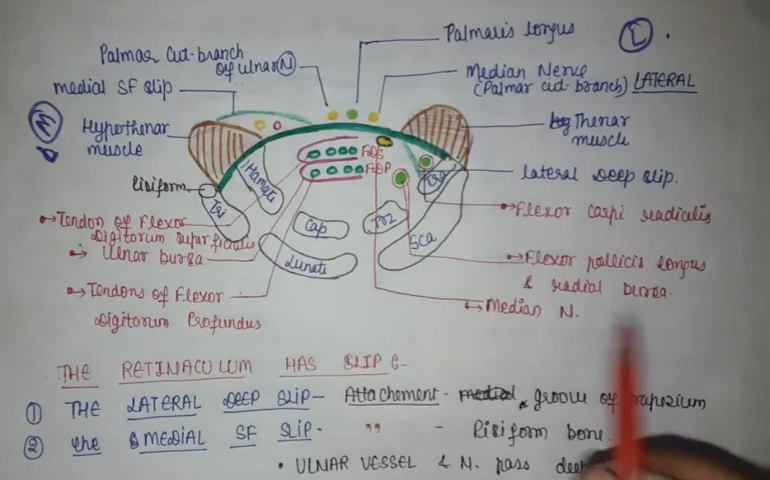 Palmaris longus
L
Palmar cut-branch of ulnar N
Median Nerve
(Palmar cut-branch) LATERAL
medial SF slip
M
Hypothenar muscle
Thenar muscle
Lateral Deep slip.
Pisiform
Hamate
FDS
FDP
Tri
Cap
Lunate
Sca
Tendon of Flexor Digitorum Superficialis
Ulnar bursa
Tendons of Flexor Digitorum Profundus
Flexor Carpi radialis
Flexor pollicis longus & radial bursa.
Median N.
THE RETINACULUM HAS SLIP
① THE LATERAL DEEP SLIP - Attachement - medial groove of
② the MEDIAL SF SLIP - " - Pisiform bone.
• ULNAR VESSEL & N. pass